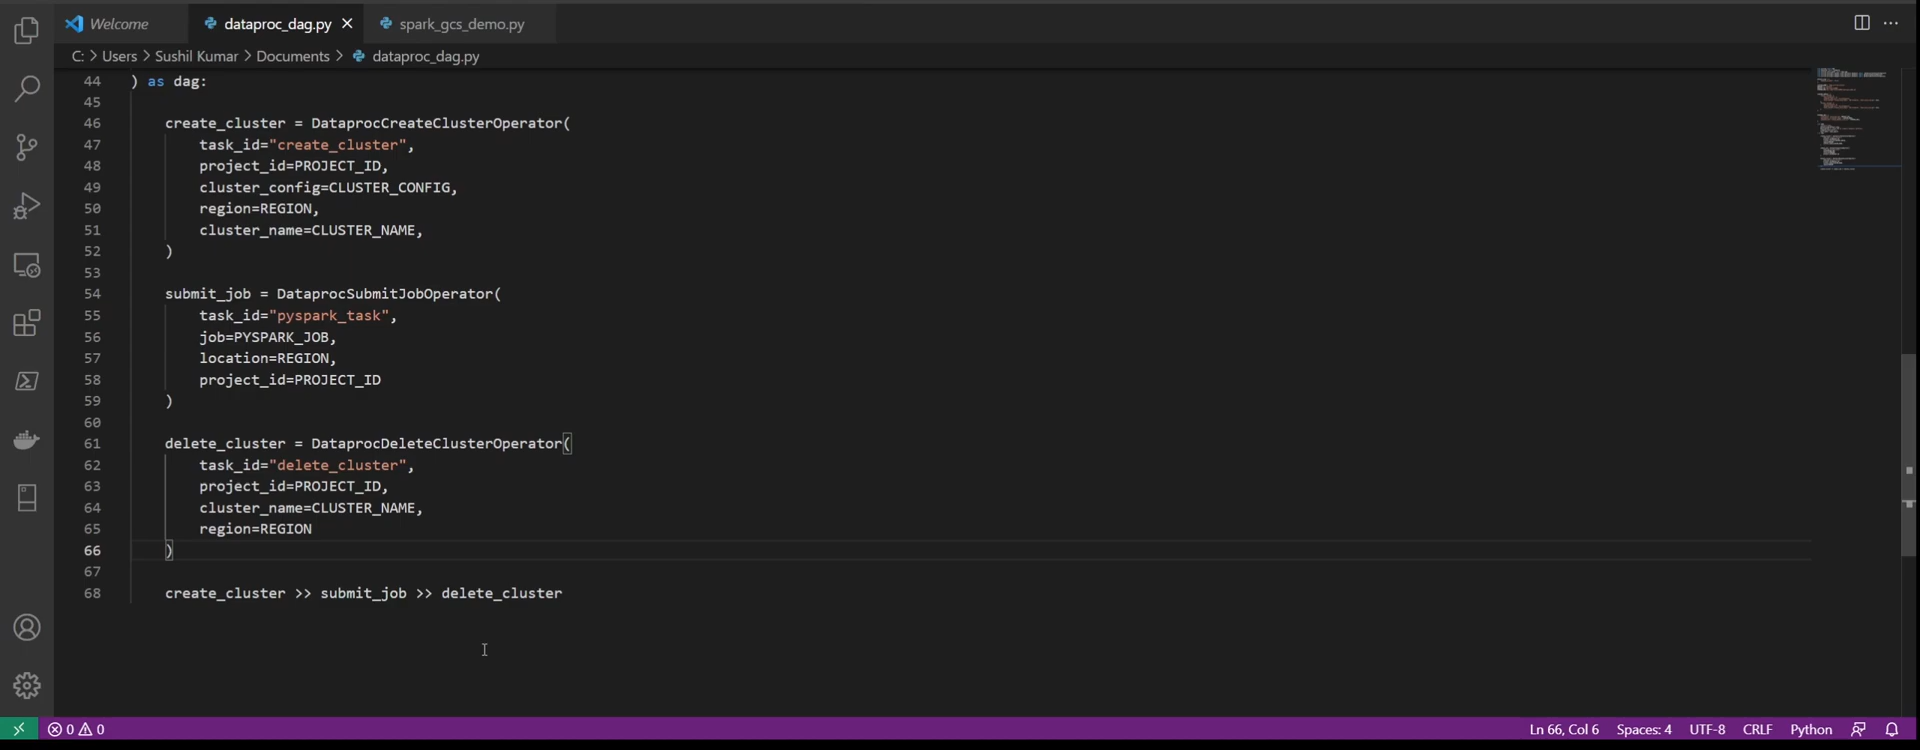 Welcome
dataproc_dag.py
spark_gcs_demo.py
C: > Users > Sushil Kumar > Documents > dataproc_dag.py
44 ) as dag:
45
46 create_cluster = DataprocCreateClusterOperator(
47 task_id="create_cluster",
48 project_id=PROJECT_ID,
49 cluster_config=CLUSTER_CONFIG,
50 region=REGION,
51 cluster_name=CLUSTER_NAME,
52 )
53
54 submit_job = DataprocSubmitJobOperator(
55 task_id="pyspark_task",
56 job=PYSPARK_JOB,
57 location=REGION,
58 project_id=PROJECT_ID
59 )
60
61 delete_cluster = DataprocDeleteClusterOperator(
62 task_id="delete_cluster",
63 project_id=PROJECT_ID,
64 cluster_name=CLUSTER_NAME,
65 region=REGION
66 )
67
68 create_cluster >> submit_job >> delete_cluster
0 0 Ln 66, Col 6 Spaces: 4 UTF-8 CRLF Python